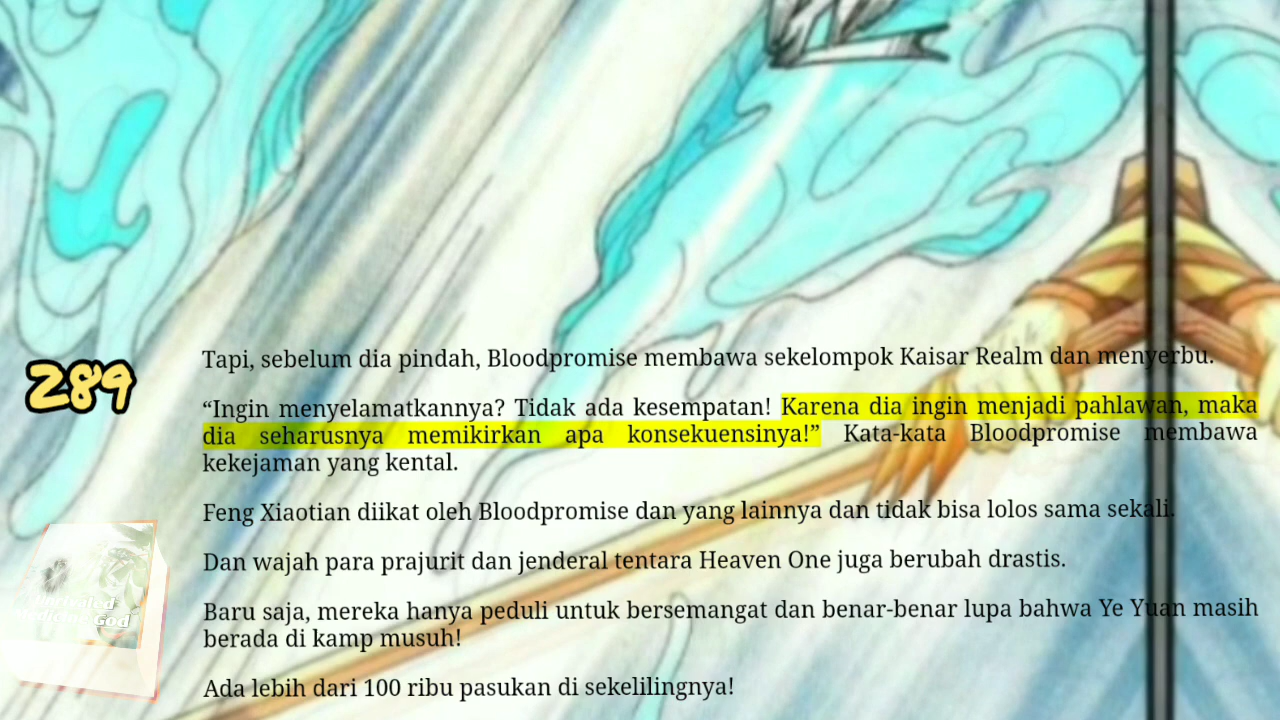 Tapi, sebelum dia pindah, Bloodpromise membawa sekelompok Kaisar Realm dan menyerbu.
289
“Ingin menyelamatkannya? Tidak ada kesempatan! Karena dia ingin menjadi pahlawan, maka
dia seharusnya memikirkan apa konsekuensinya!” Kata-kata Bloodpromise membawa
kekejaman yang kental.
Feng Xiaotian diikat oleh Bloodpromise dan yang lainnya dan tidak bisa lolos sama sekali.
Dan wajah para prajurit dan jenderal tentara Heaven One juga berubah drastis.
Baru saja, mereka hanya peduli untuk bersemangat dan benar-benar lupa bahwa Ye Yuan masih
berada di kamp musuh!
Ada lebih dari 100 ribu pasukan di sekelilingnya!
Unrivaled
Medicine God